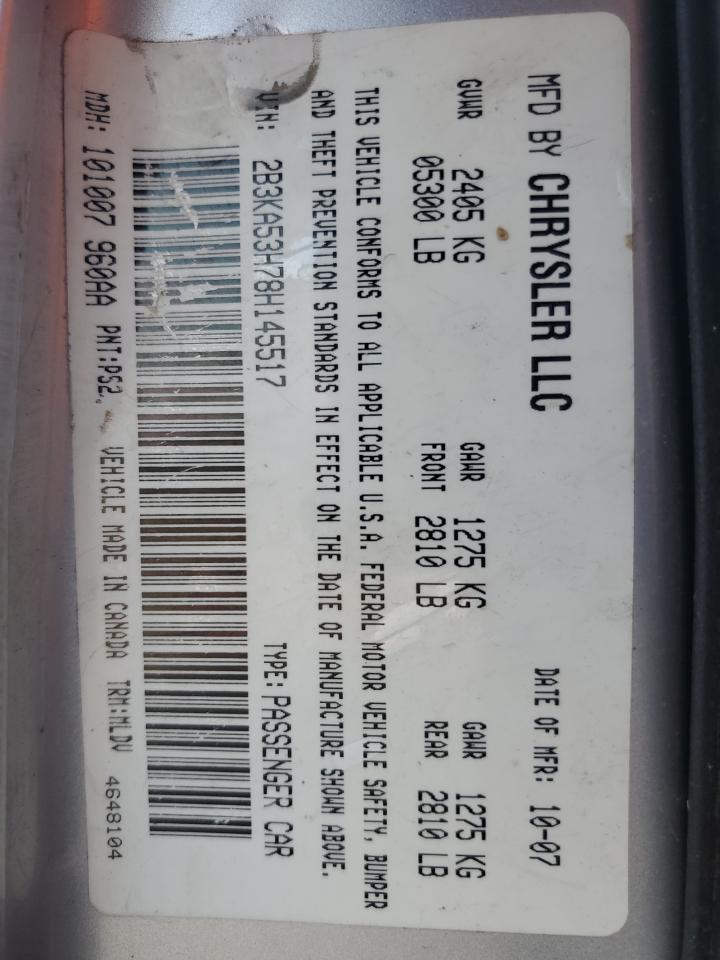 MFD BY CHRYSLER LLC DATE OF MFR: 10-07
GVWR 2405 KG GAWR 1275 KG GAWR 1275 KG
05300 LB FRONT 2810 LB REAR 2810 LB
THIS VEHICLE CONFORMS TO ALL APPLICABLE U.S.A. FEDERAL MOTOR VEHICLE SAFETY, BUMPER
AND THEFT PREVENTION STANDARDS IN EFFECT ON THE DATE OF MANUFACTURE SHOWN ABOVE.
VIN: 2B3KA53H78H145517 TYPE: PASSENGER CAR
MDH: 101007 960AA PNT:PS2. VEHICLE MADE IN CANADA TRM:MLDV 4648104